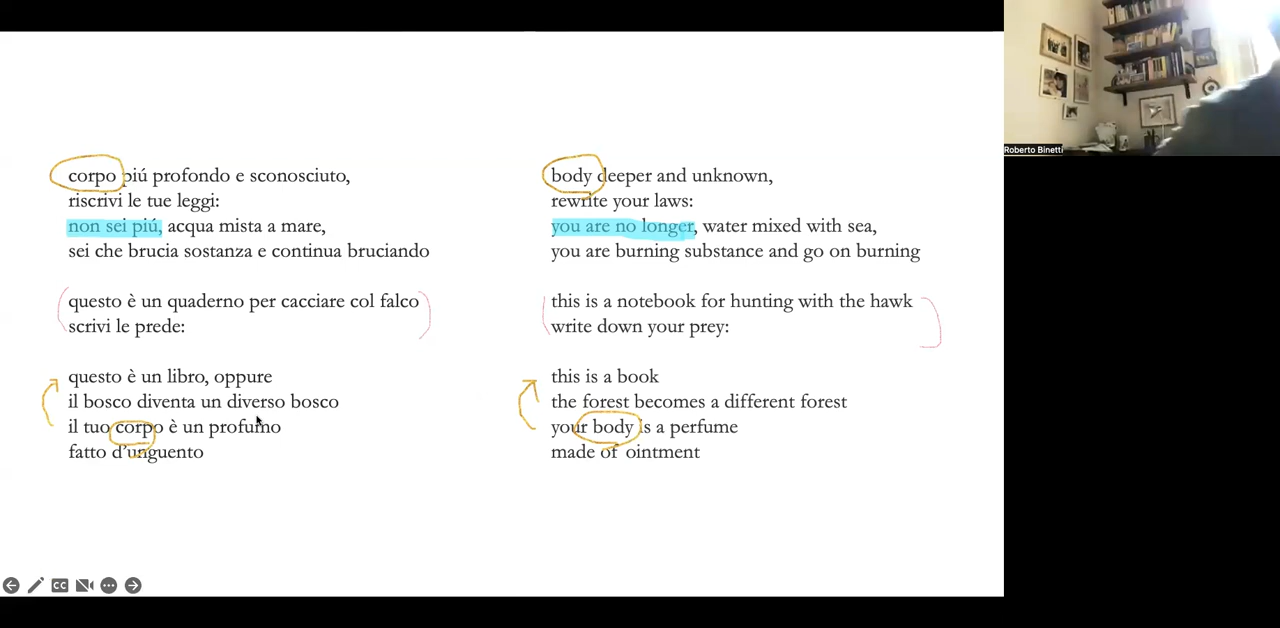 corpo piú profondo e sconosciuto,
riscrivi le tue leggi:
non sei piú, acqua mista a mare,
sei che brucia sostanza e continua bruciando
questo è un quaderno per cacciare col falco
scrivi le prede:
questo è un libro, oppure
il bosco diventa un diverso bosco
il tuo corpo è un profumo
fatto d'unguento
body deeper and unknown,
rewrite your laws:
you are no longer, water mixed with sea,
you are burning substance and go on burning
this is a notebook for hunting with the hawk
write down your prey:
this is a book
the forest becomes a different forest
your body is a perfume
made of ointment
Roberto Binetti
CC